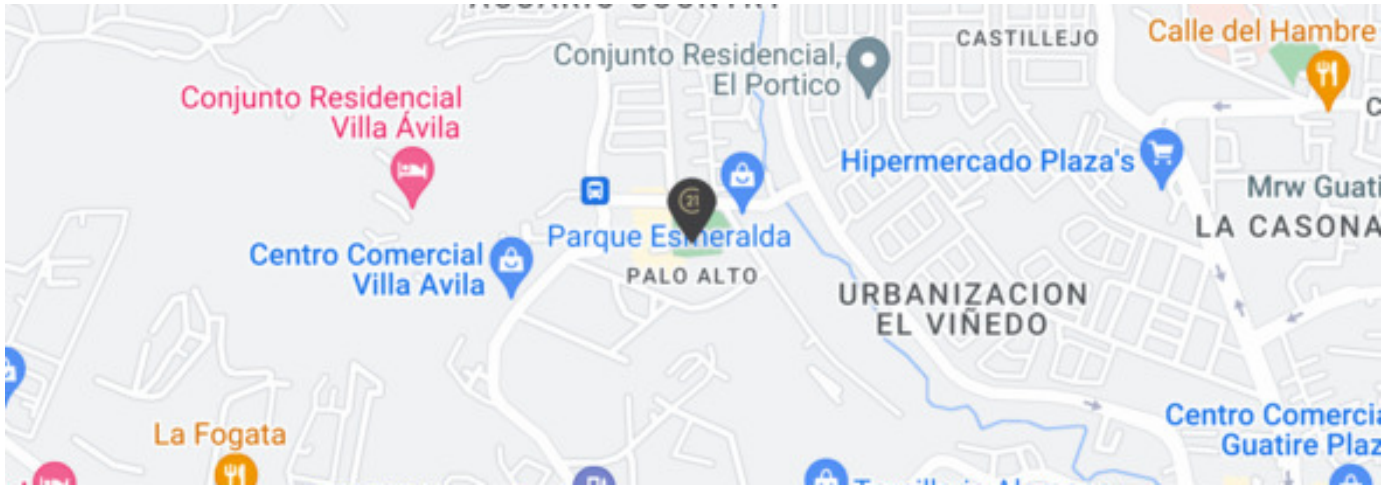 Calle del Hambre
CASTILLEJO
Conjunto Residencial,
El Portico
Conjunto Residencial
Villa Ávila
Hipermercado Plaza's
21
Mrw Guati
LA CASONA
Parque Esmeralda
Centro Comercial
Villa Avila
PALO ALTO
URBANIZACION
EL VIÑEDO
Centro Comercia
Guatire Plaz
La Fogata